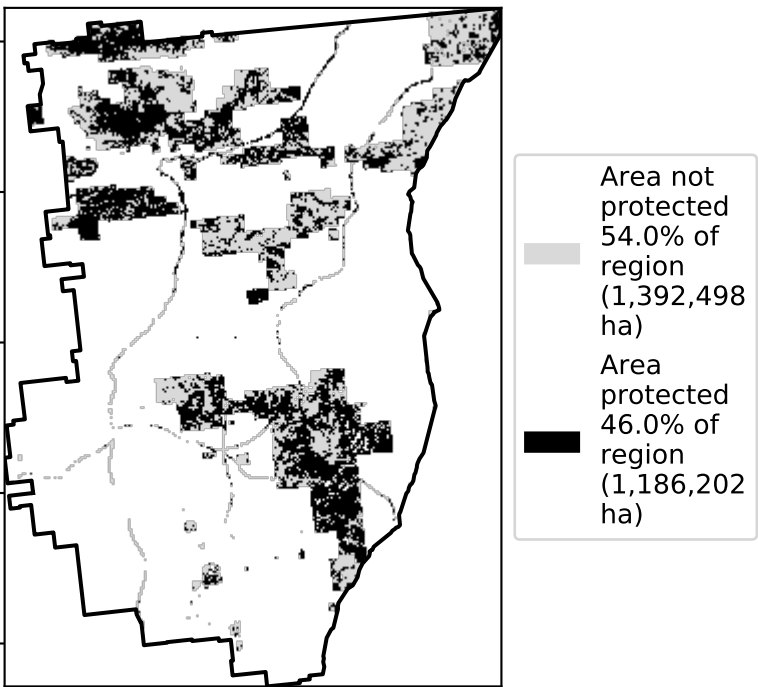 Area not
protected
54.0% of
region
(1,392,498
ha)
Area
protected
46.0% of
region
(1,186,202
ha)